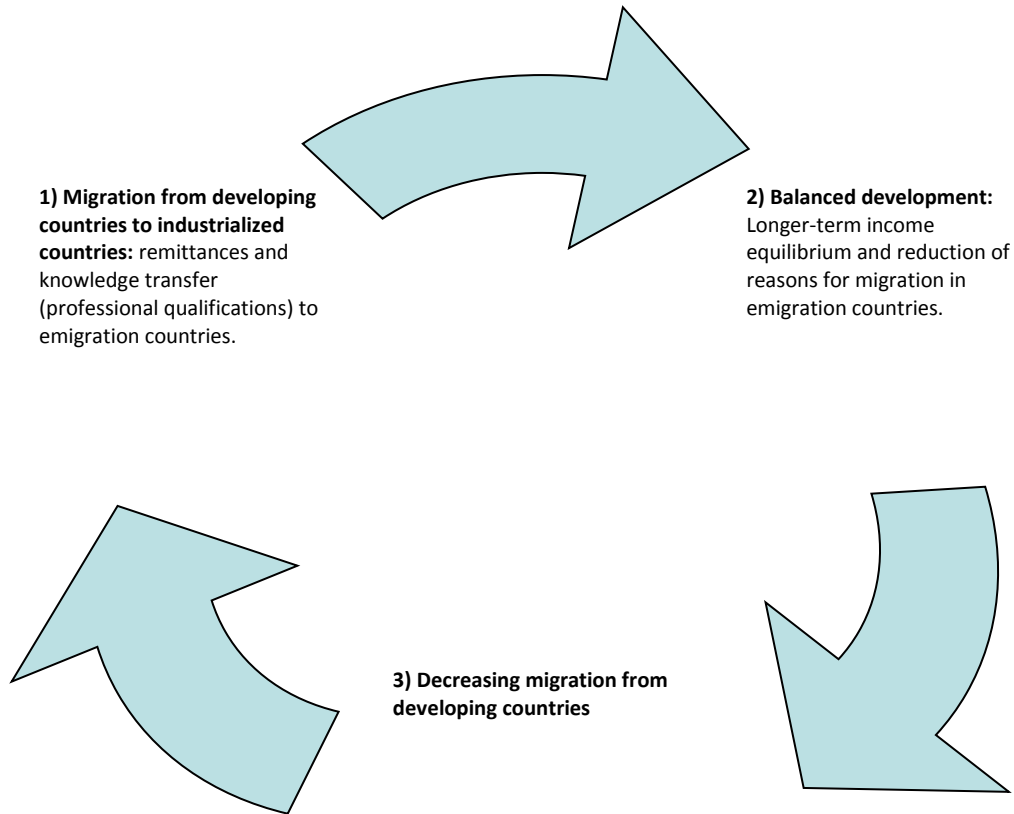 1) Migration from developing
countries to industrialized
countries: remittances and
knowledge transfer
(professional qualifications) to
emigration countries.
2) Balanced development:
Longer-term income
equilibrium and reduction of
reasons for migration in
emigration countries.
3) Decreasing migration from
developing countries